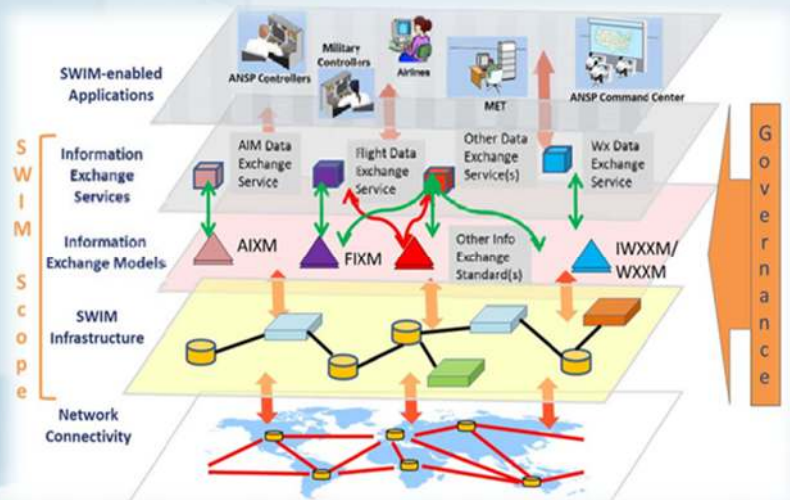 SWIM-enabled
Applications
ANSP Controllers
Military
Controllers
Airlines
MET
ANSP Command Center
SWIM Scope
Information
Exchange
Services
AIM Data
Exchange
Service
Flight Data
Exchange
Service
Other Data
Exchange
Service(s)
Wx Data
Exchange
Service
Information
Exchange Models
AIXM
FIXM
Other Info
Exchange
Standard(s)
IWXXM/
WXXM
SWIM
Infrastructure
Network
Connectivity
Governance